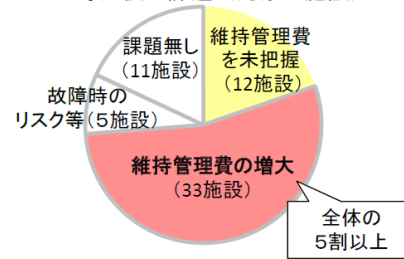 課題無し
(11施設)
維持管理費
を未把握
(12施設)
故障時の
リスク等(5施設)
維持管理費の増大
(33施設)
全体の
5割以上